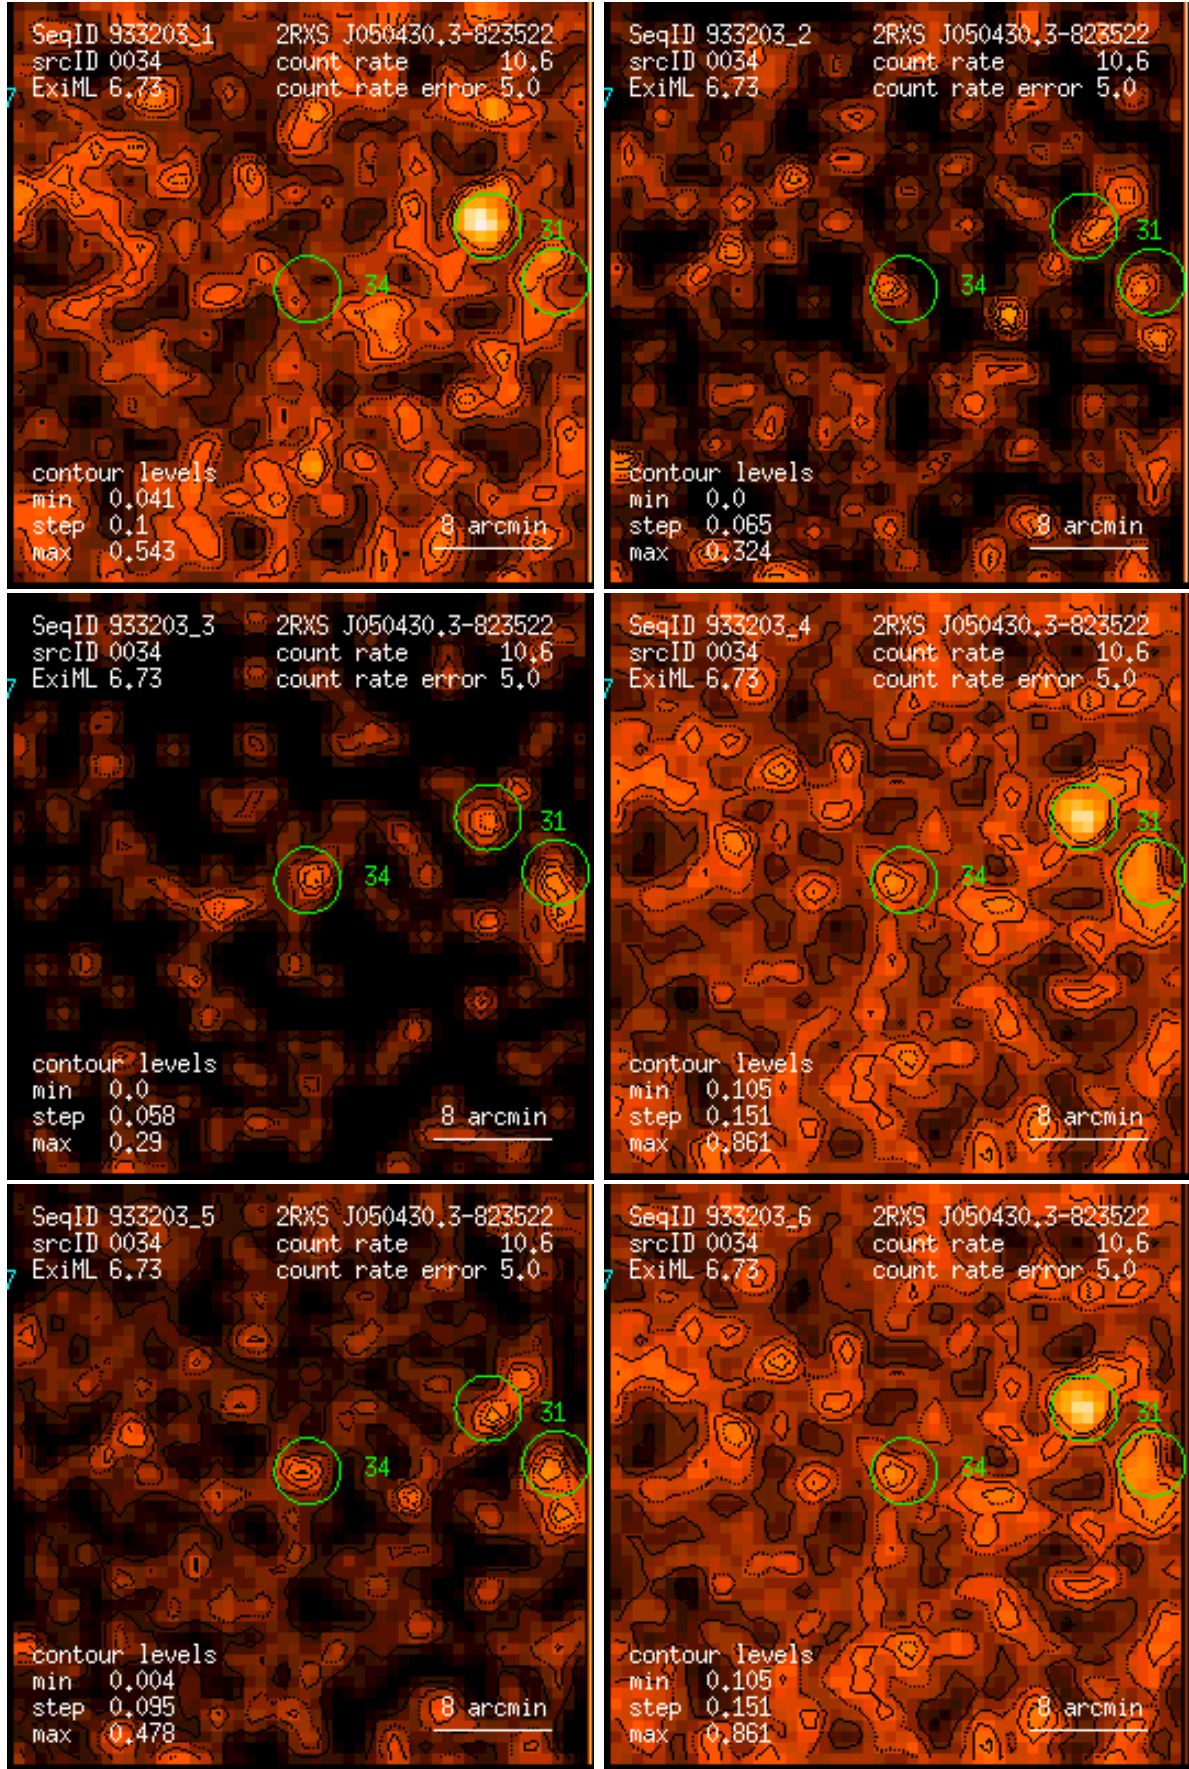 SeqID 933203_1 2RXS J050430.3-823522
srcID 0034 count rate 10.6
ExiML 6.73 count rate error 5.0
7
31
34
contour levels
min 0.041
step 0.1 8 arcmin
max 0.543
SeqID 933203_2 2RXS J050430.3-823522
srcID 0034 count rate 10.6
ExiML 6.73 count rate error 5.0
7
31
34
contour levels
min 0.0
step 0.065 8 arcmin
max 0.324
SeqID 933203_3 2RXS J050430.3-823522
srcID 0034 count rate 10.6
ExiML 6.73 count rate error 5.0
7
31
34
contour levels
min 0.0
step 0.058 8 arcmin
max 0.29
SeqID 933203_4 2RXS J050430.3-823522
srcID 0034 count rate 10.6
ExiML 6.73 count rate error 5.0
7
31
34
contour levels
min 0.105
step 0.151 8 arcmin
max 0.861
SeqID 933203_5 2RXS J050430.3-823522
srcID 0034 count rate 10.6
ExiML 6.73 count rate error 5.0
7
31
34
contour levels
min 0.004
step 0.095 8 arcmin
max 0.478
SeqID 933203_6 2RXS J050430.3-823522
srcID 0034 count rate 10.6
ExiML 6.73 count rate error 5.0
7
31
34
contour levels
min 0.105
step 0.151 8 arcmin
max 0.861